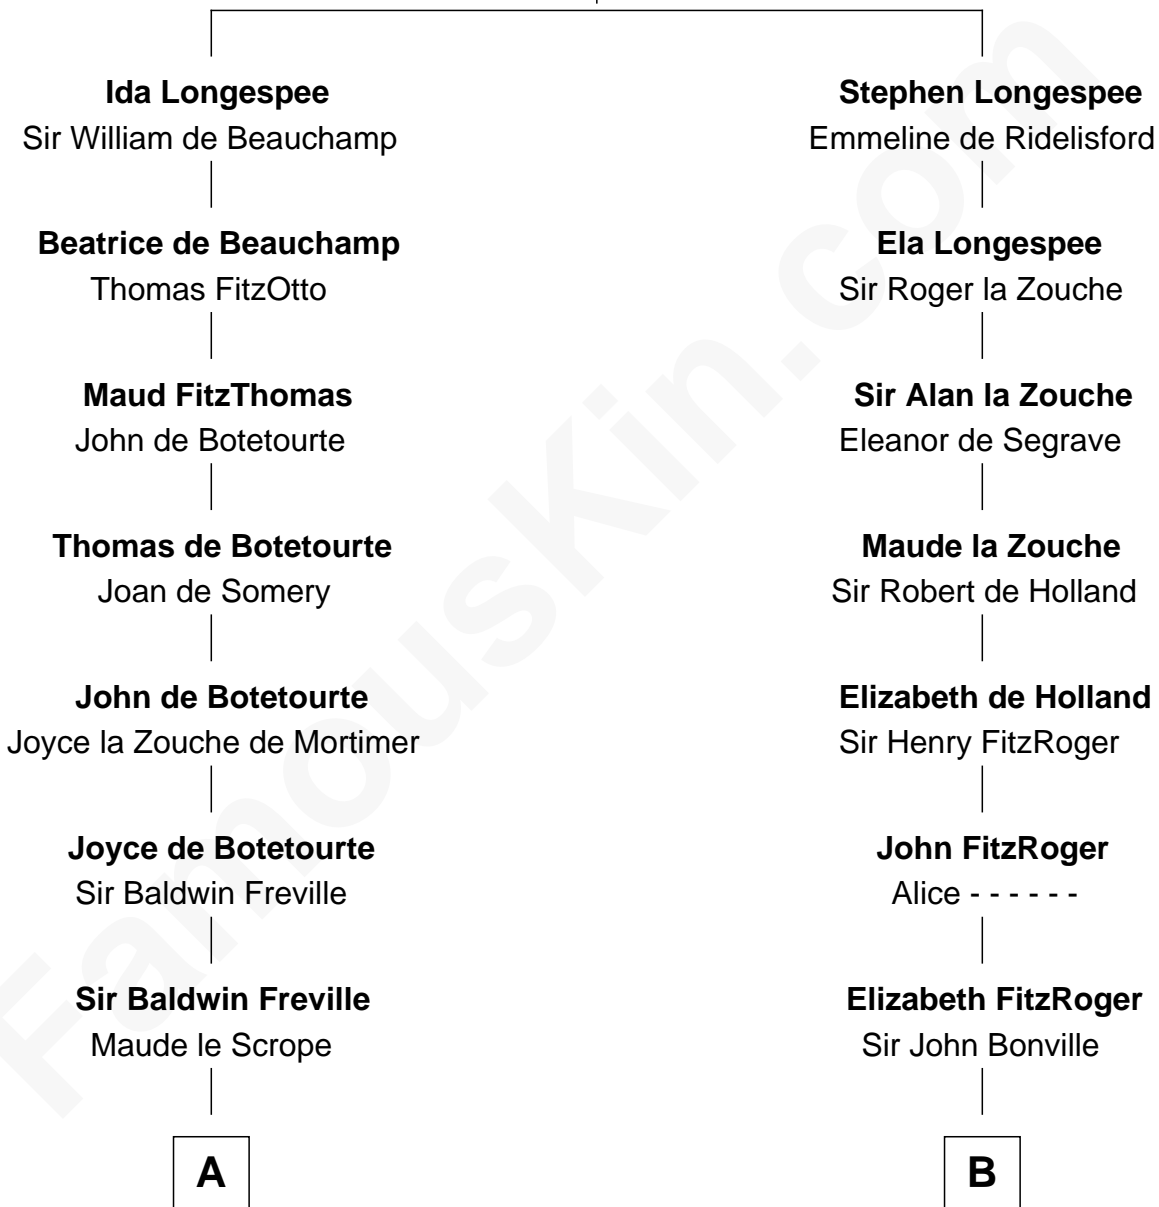 Ida Longespee
Sir William de Beauchamp
Beatrice de Beauchamp
Thomas FitzOtto
Maud FitzThomas
John de Botetourte
Thomas de Botetourte
Joan de Somery
John de Botetourte
Joyce la Zouche de Mortimer
Joyce de Botetourte
Sir Baldwin Freville
Sir Baldwin Freville
Maude le Scrope
A
Stephen Longespee
Emmeline de Ridelisford
Ela Longespee
Sir Roger la Zouche
Sir Alan la Zouche
Eleanor de Segrave
Maude la Zouche
Sir Robert de Holland
Elizabeth de Holland
Sir Henry FitzRoger
John FitzRoger
Alice - - - - - -
Elizabeth FitzRoger
Sir John Bonville
B
FamousKin.com